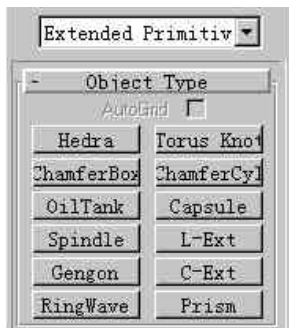 Extended Primitiv
- Object Type
AutoGrid
Hedra Torus Knot
ChamferBox ChamferCyl
OilTank Capsule
Spindle L-Ext
Gengon C-Ext
RingWave Prism